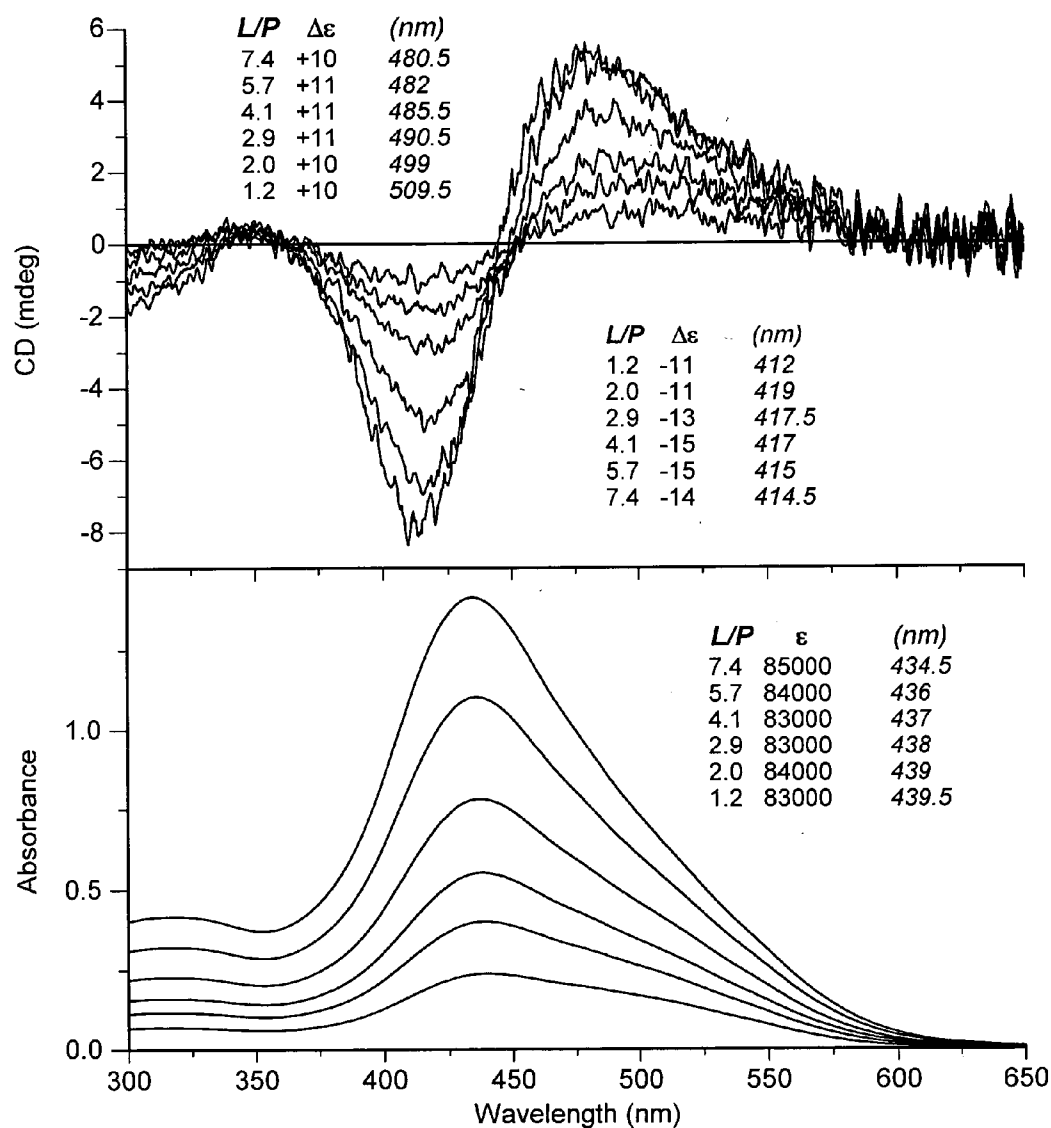 L/P Δε (nm)
7.4 +10 480.5
5.7 +11 482
4.1 +11 485.5
2.9 +11 490.5
2.0 +10 499
1.2 +10 509.5
6
4
2
0
-2
-4
-6
-8
CD (mdeg)
L/P Δε (nm)
1.2 -11 412
2.0 -11 419
2.9 -13 417.5
4.1 -15 417
5.7 -15 415
7.4 -14 414.5
L/P ε (nm)
7.4 85000 434.5
5.7 84000 436
4.1 83000 437
2.9 83000 438
2.0 84000 439
1.2 83000 439.5
1.0
0.5
0.0
Absorbance
300 350 400 450 500 550 600 650
Wavelength (nm)